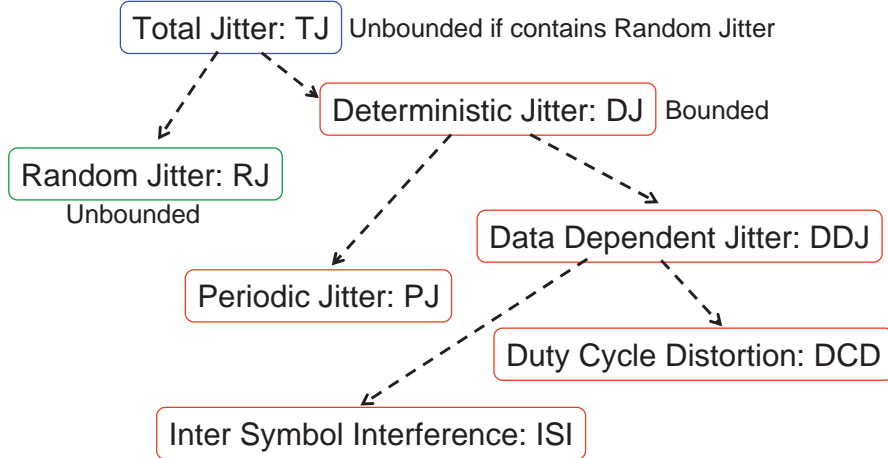 Total Jitter: TJ
Unbounded if contains Random Jitter
Deterministic Jitter: DJ
Bounded
Random Jitter: RJ
Unbounded
Data Dependent Jitter: DDJ
Periodic Jitter: PJ
Duty Cycle Distortion: DCD
Inter Symbol Interference: ISI